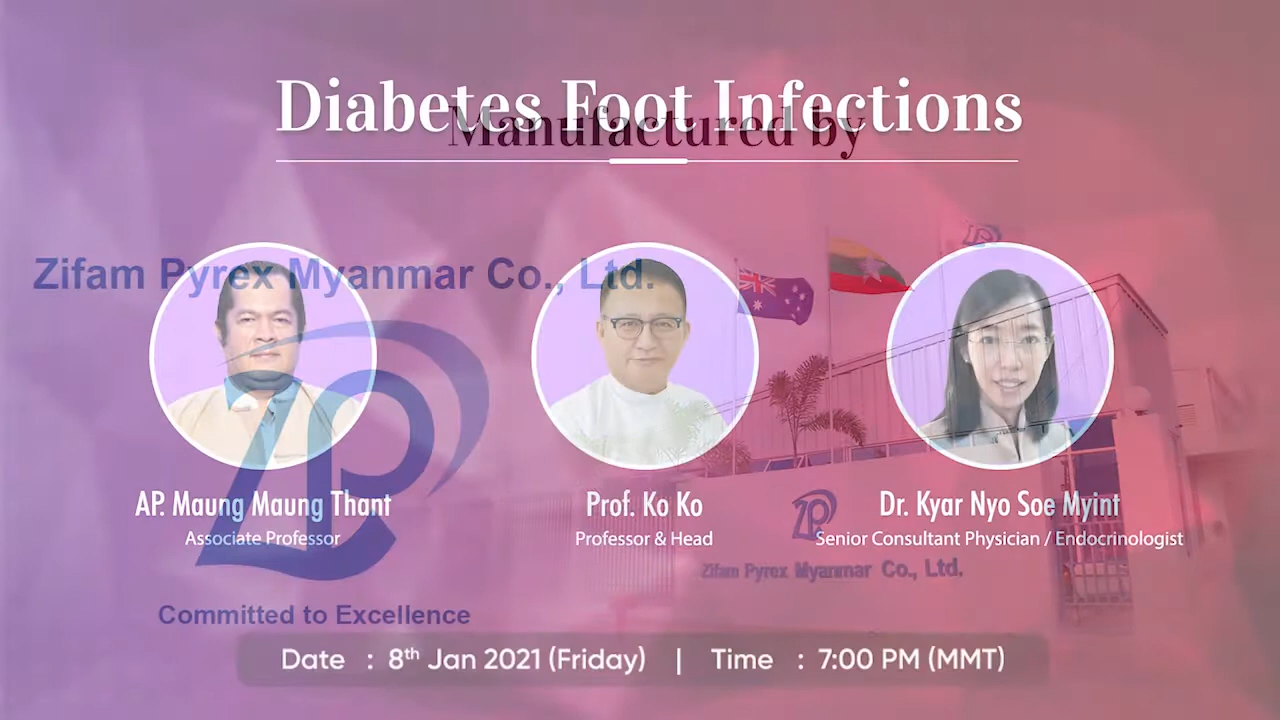 Diabetes Foot Infections
Manufactured by
Zifam Pyrex Myanmar Co., Ltd.
ZP
AP. Maung Maung Thant
Associate Professor
Prof. Ko Ko
Professor & Head
Dr. Kyar Nyo Soe Myint
Senior Consultant Physician / Endocrinologist
ZP
Zifam Pyrex Myanmar Co., Ltd.
Committed to Excellence
Date : 8th Jan 2021 (Friday) | Time : 7:00 PM (MMT)